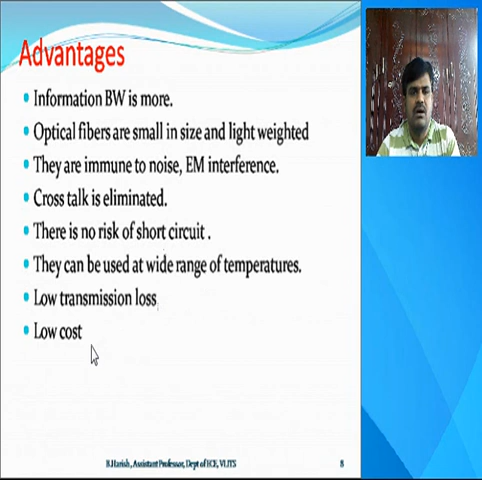 Advantages
Information BW is more.
Optical fibers are small in size and light weighted
They are immune to noise, EM interference.
Cross talk is eliminated.
There is no risk of short circuit .
They can be used at wide range of temperatures.
Low transmission loss
Low cost
B.Harish , Assistant Professor, Dept of ECE, VLITS
8